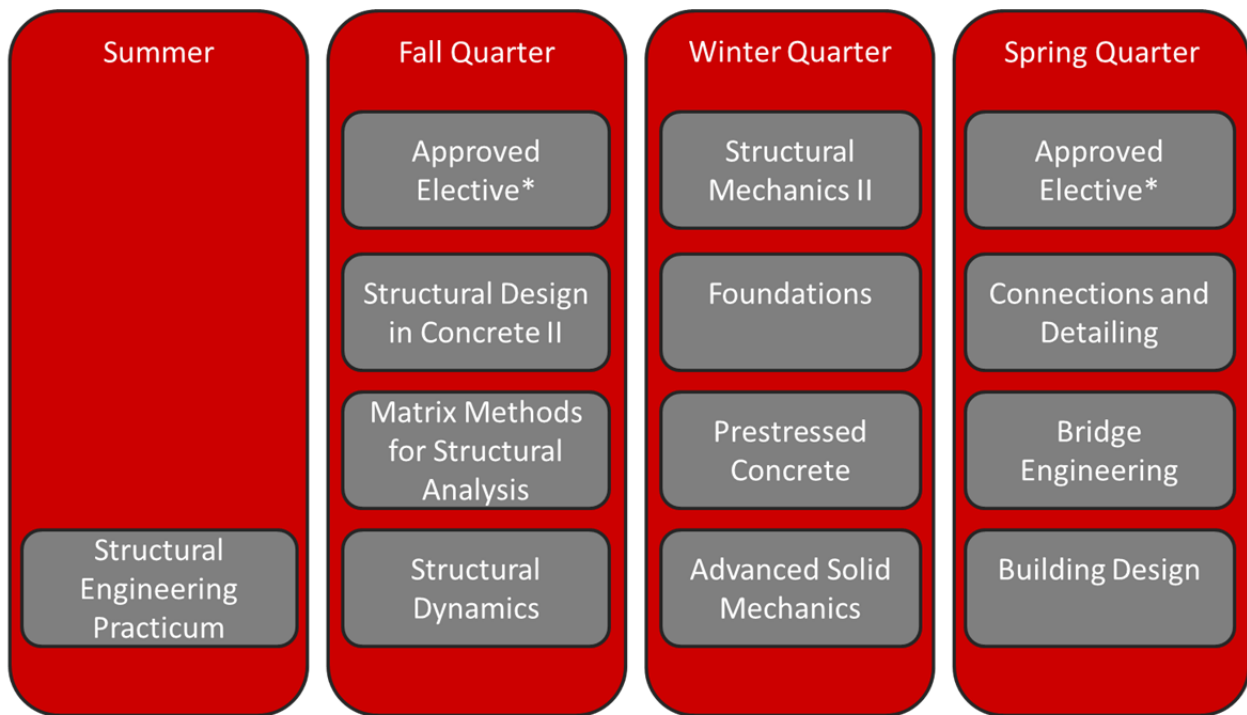 Summer
Structural
Engineering
Practicum
Fall Quarter
Approved
Elective*
Structural Design
in Concrete II
Matrix Methods
for Structural
Analysis
Structural
Dynamics
Winter Quarter
Structural
Mechanics II
Foundations
Prestressed
Concrete
Advanced Solid
Mechanics
Spring Quarter
Approved
Elective*
Connections and
Detailing
Bridge
Engineering
Building Design